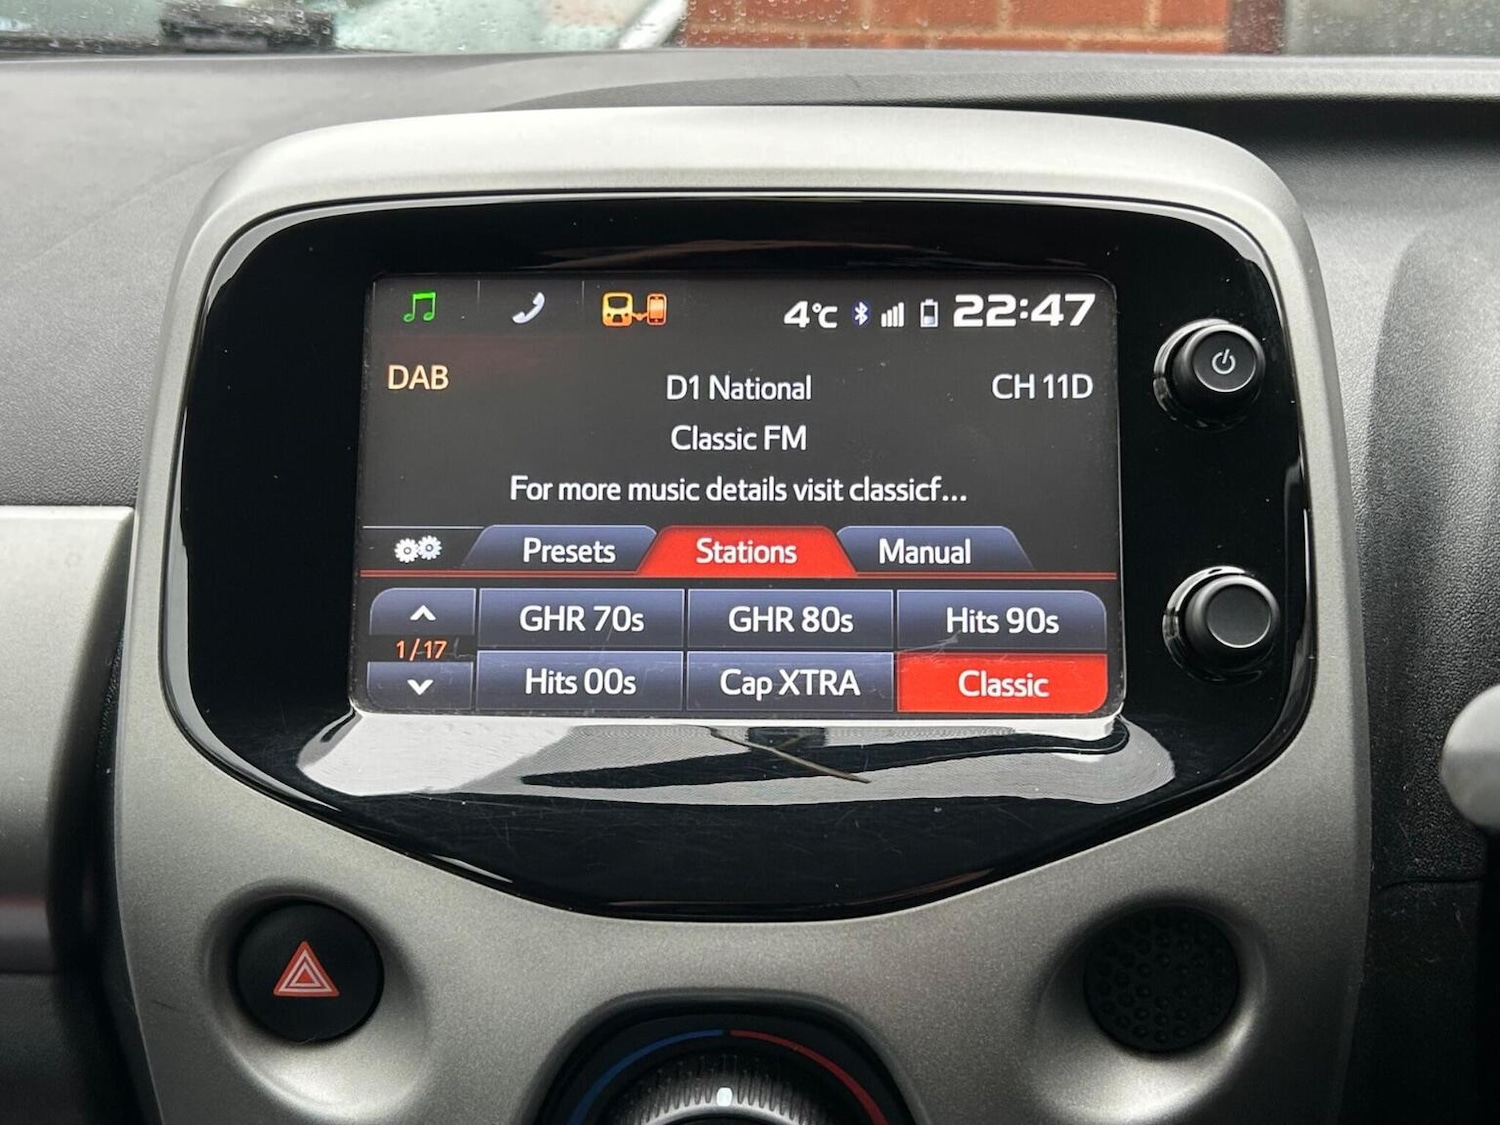 4°C 22:47
DAB D1 National CH 11D
Classic FM
For more music details visit classicf...
Presets Stations Manual
GHR 70s GHR 80s Hits 90s
1/17
Hits 00s Cap XTRA Classic